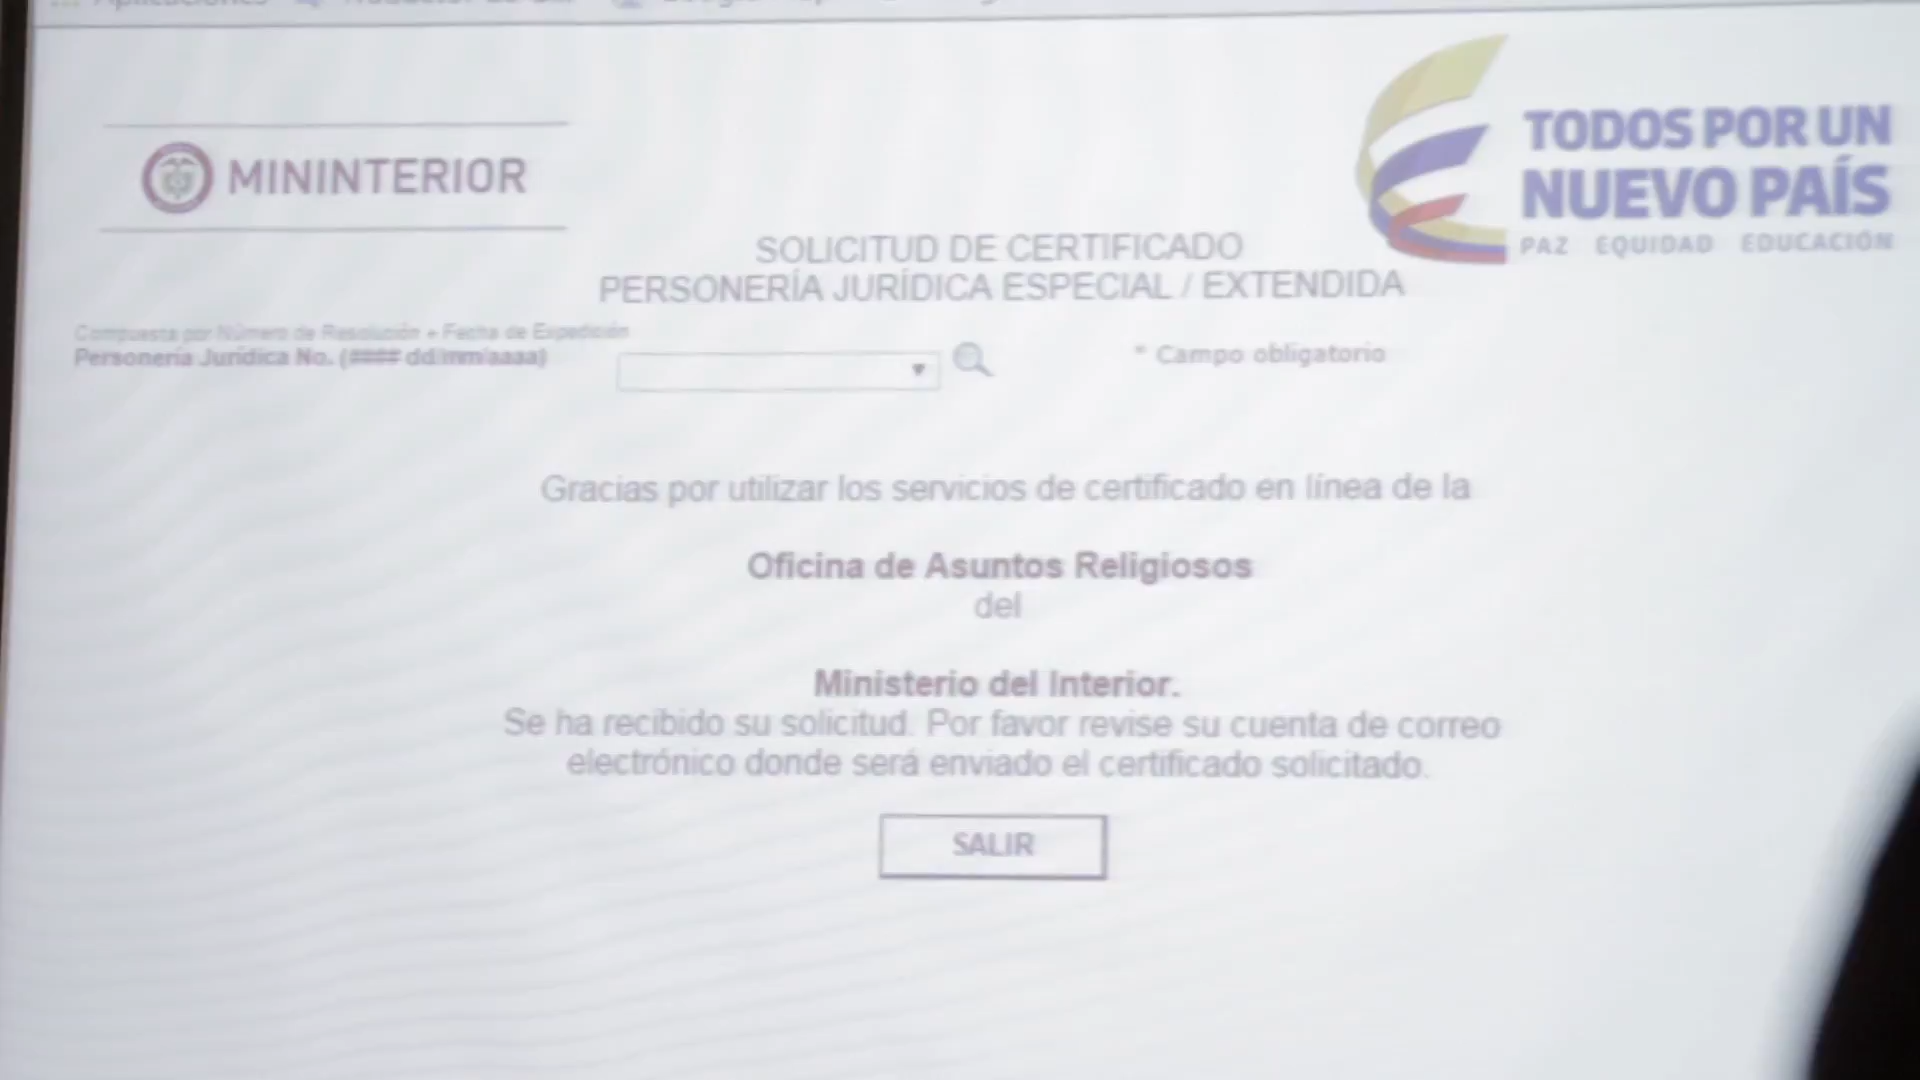 Aplicaciones
MININTERIOR
TODOS POR UN
NUEVO PAÍS
PAZ EQUIDAD EDUCACIÓN
SOLICITUD DE CERTIFICADO
PERSONERÍA JURÍDICA ESPECIAL / EXTENDIDA
Compuesta por Número de Resolución + Fecha de Expedición
Personería Jurídica No. (#### dd/mm/aaaa)
* Campo obligatorio
Gracias por utilizar los servicios de certificado en línea de la
Oficina de Asuntos Religiosos
del
Ministerio del Interior.
Se ha recibido su solicitud. Por favor revise su cuenta de correo
electrónico donde será enviado el certificado solicitado.
SALIR